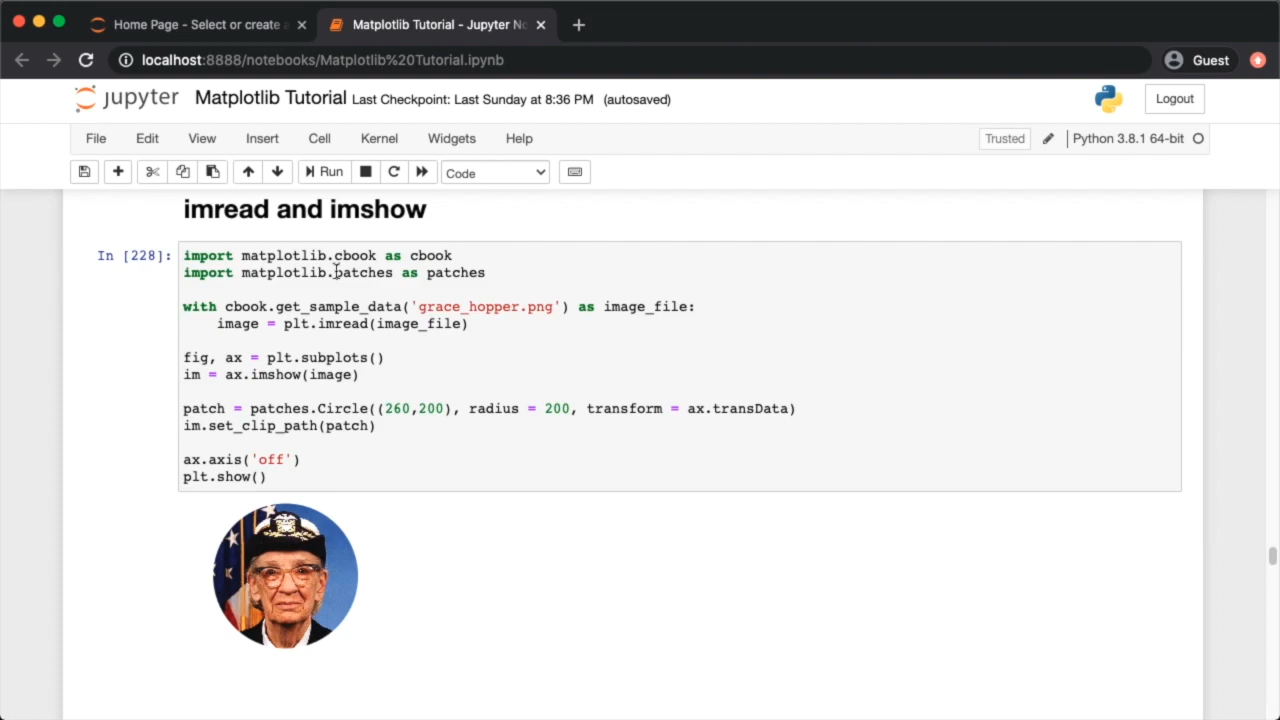 Home Page - Select or create a
Matplotlib Tutorial - Jupyter No
localhost:8888/notebooks/Matplotlib%20Tutorial.ipynb
Guest
jupyter Matplotlib Tutorial Last Checkpoint: Last Sunday at 8:36 PM (autosaved)
Logout
File Edit View Insert Cell Kernel Widgets Help
Trusted
Python 3.8.1 64-bit
Run
Code
imread and imshow
In [228]:
import matplotlib.cbook as cbook
import matplotlib.patches as patches
with cbook.get_sample_data('grace_hopper.png') as image_file:
    image = plt.imread(image_file)
fig, ax = plt.subplots()
im = ax.imshow(image)
patch = patches.Circle((260,200), radius = 200, transform = ax.transData)
im.set_clip_path(patch)
ax.axis('off')
plt.show()